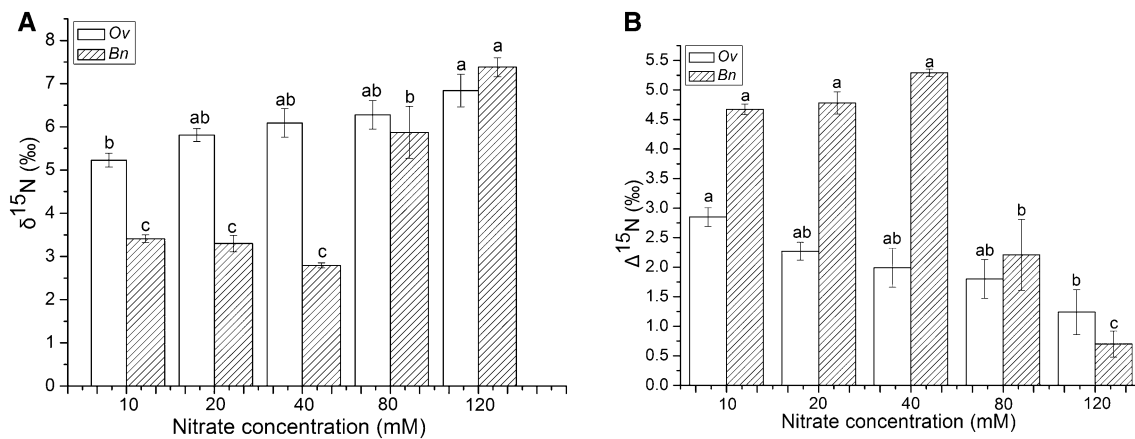 A
Ov
Bn
8
7
6
5
4
3
2
1
0
δ15N (‰)
b
c
ab
c
ab
c
ab
b
a
a
10 20 40 80 120
Nitrate concentration (mM)
B
Ov
Bn
5.5
5.0
4.5
4.0
3.5
3.0
2.5
2.0
1.5
1.0
0.5
0.0
Δ15N (‰)
a
a
ab
a
ab
a
ab
b
b
c
10 20 40 80 120
Nitrate concentration (mM)